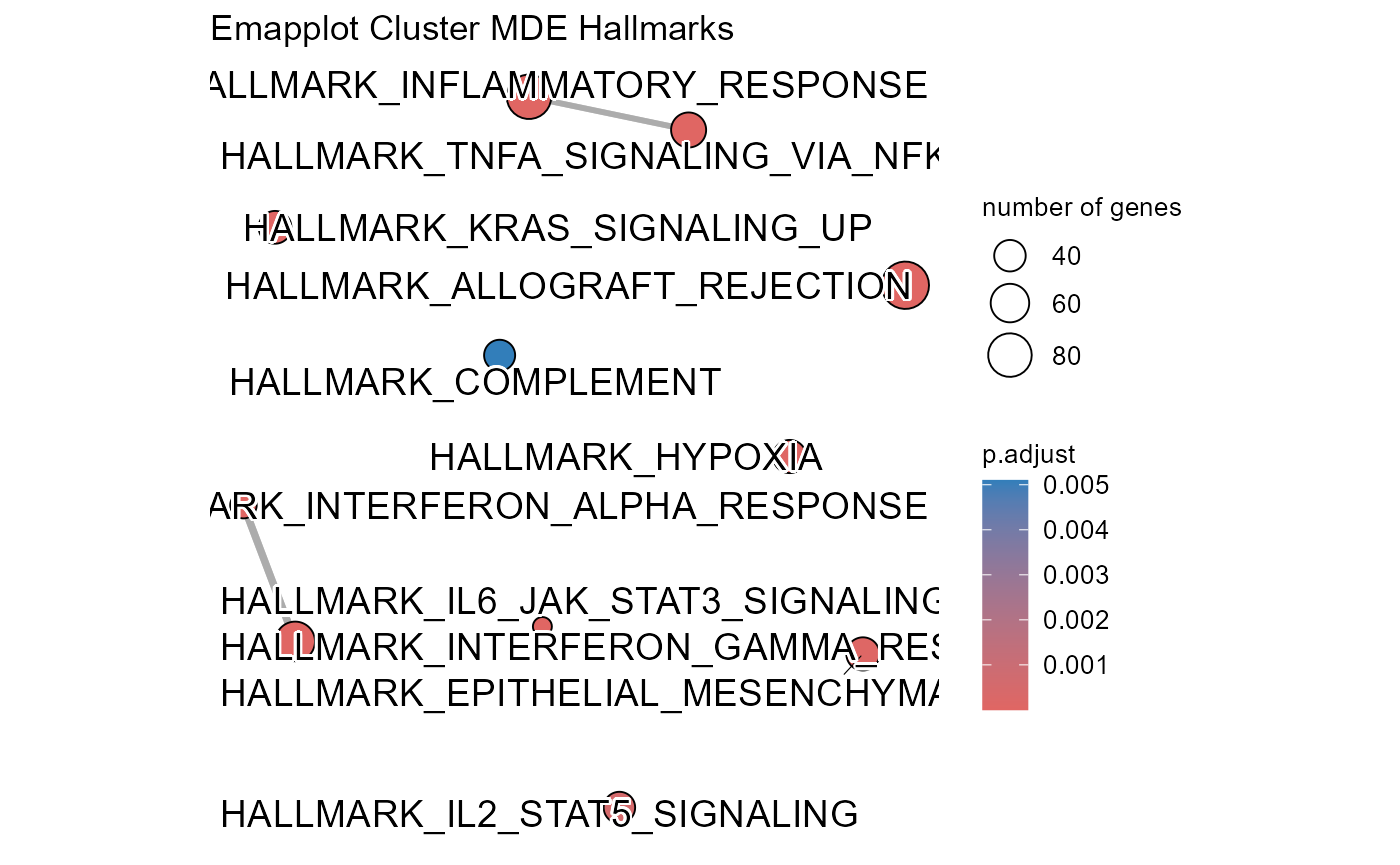 Emapplot Cluster MDE Hallmarks
ALLMARK_INFLAMMATORY_RESPONSE
HALLMARK_TNFA_SIGNALING_VIA_NFK
HALLMARK_KRAS_SIGNALING_UP
HALLMARK_ALLOGRAFT_REJECTION
HALLMARK_COMPLEMENT
HALLMARK_HYPOXIA
ARK_INTERFERON_ALPHA_RESPONSE
HALLMARK_IL6_JAK_STAT3_SIGNALING
HALLMARK_INTERFERON_GAMMA_RES
HALLMARK_EPITHELIAL_MESENCHYMA
HALLMARK_IL2_STAT5_SIGNALING
number of genes
40
60
80
p.adjust
0.005
0.004
0.003
0.002
0.001